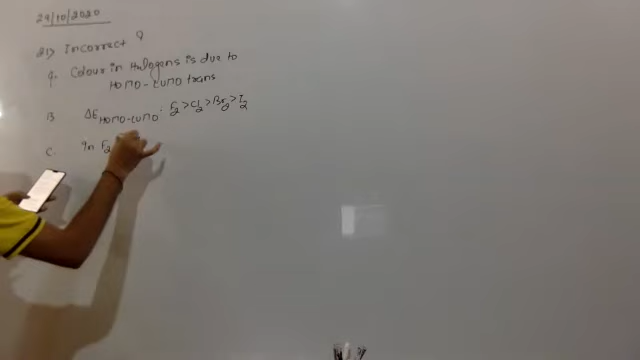 29/10/2020
21) Incorrect ?
A. Colour in Halogens is due to
HOMO - LUMO trans
B ΔE HOMO-LUMO : F2 > Cl2 > Br2 > I2
C. In F2